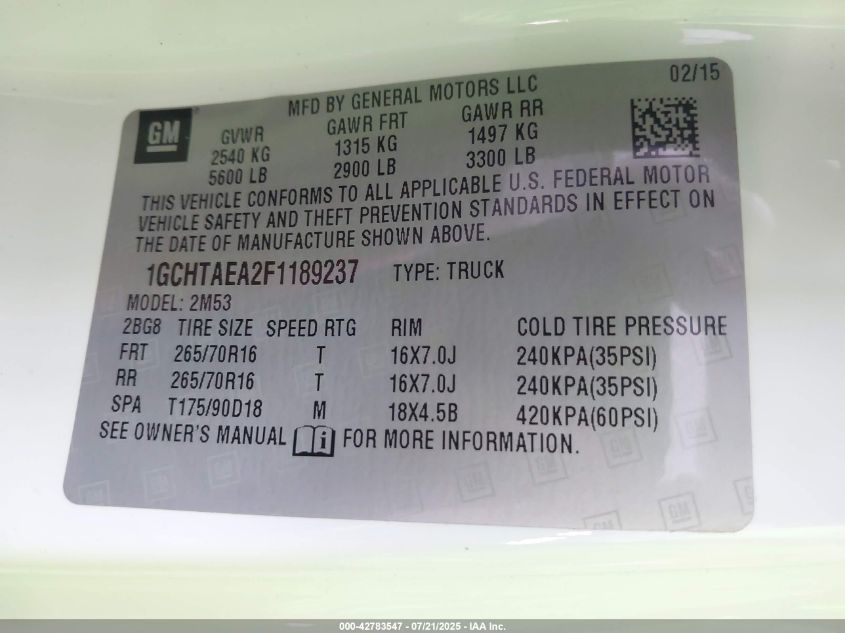 02/15
MFD BY GENERAL MOTORS LLC
GM
GVWR GAWR FRT GAWR RR
2540 KG 1315 KG 1497 KG
5600 LB 2900 LB 3300 LB
THIS VEHICLE CONFORMS TO ALL APPLICABLE U.S. FEDERAL MOTOR
VEHICLE SAFETY AND THEFT PREVENTION STANDARDS IN EFFECT ON
THE DATE OF MANUFACTURE SHOWN ABOVE.
1GCHTAEA2F1189237 TYPE: TRUCK
MODEL: 2M53
2BG8 TIRE SIZE SPEED RTG RIM COLD TIRE PRESSURE
FRT 265/70R16 T 16X7.0J 240KPA(35PSI)
RR 265/70R16 T 16X7.0J 240KPA(35PSI)
SPA T175/90D18 M 18X4.5B 420KPA(60PSI)
SEE OWNER'S MANUAL i FOR MORE INFORMATION.
GM GM GM GM
000-42783547 - 07/21/2025 - IAA Inc.